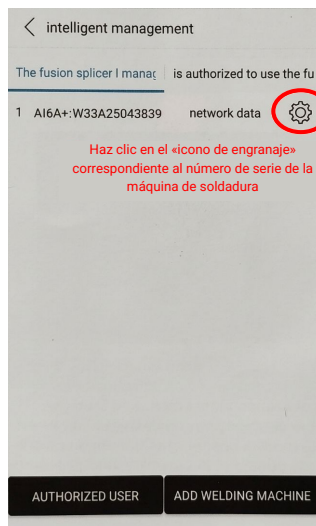 intelligent management
The fusion splicer I manag is authorized to use the fu
1 AI6A+:W33A25043839 network data
Haz clic en el «icono de engranaje»
correspondiente al número de serie de la
máquina de soldadura
AUTHORIZED USER ADD WELDING MACHINE